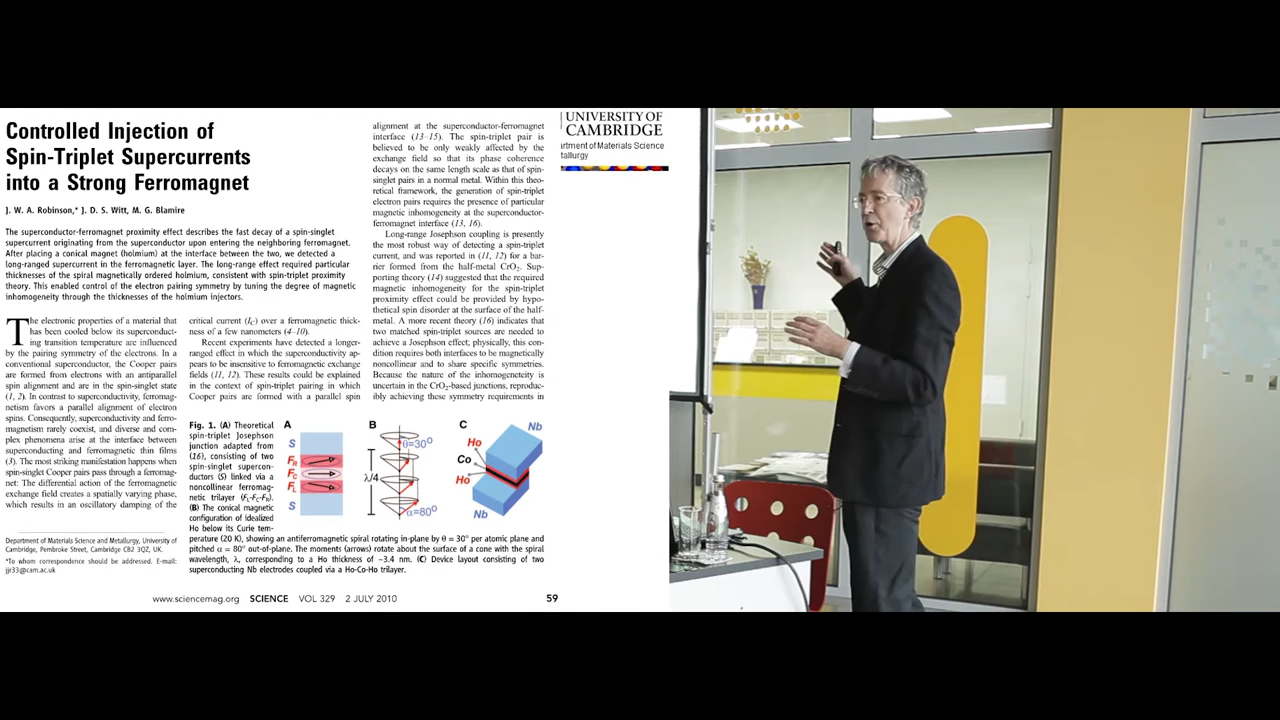 Controlled Injection of
Spin-Triplet Supercurrents
into a Strong Ferromagnet
J. W. A. Robinson,* J. D. S. Witt, M. G. Blamire
The superconductor-ferromagnet proximity effect describes the fast decay of a spin-singlet
supercurrent originating from the superconductor upon entering the neighboring ferromagnet.
After placing a conical magnet (holmium) at the interface between the two, we detected a
long-ranged supercurrent in the ferromagnetic layer. The long-range effect required particular
thicknesses of the spiral magnetically ordered holmium, consistent with spin-triplet proximity
theory. This enabled control of the electron pairing symmetry by tuning the degree of magnetic
inhomogeneity through the thicknesses of the holmium injectors.
The electronic properties of a material that
has been cooled below its superconduct-
ing transition temperature are influenced
by the pairing symmetry of the electrons. In a
conventional superconductor, the Cooper pairs
are formed from electrons with an antiparallel
spin alignment and are in the spin-singlet state
(1, 2). In contrast to superconductivity, ferromag-
netism favors a parallel alignment of electron
spins. Consequently, superconductivity and ferro-
magnetism rarely coexist, and diverse and com-
plex phenomena arise at the interface between
superconducting and ferromagnetic thin films
(3). The most striking manifestation happens when
spin-singlet Cooper pairs pass through a ferromag-
net: The differential action of the ferromagnetic
exchange field creates a spatially varying phase,
which results in an oscillatory damping of the
Department of Materials Science and Metallurgy, University of
Cambridge, Pembroke Street, Cambridge CB2 3QZ, UK.
*To whom correspondence should be addressed. E-mail:
jjr33@cam.ac.uk
critical current (IC) over a ferromagnetic thick-
ness of a few nanometers (4–10).
Recent experiments have detected a longer-
ranged effect in which the superconductivity ap-
pears to be insensitive to ferromagnetic exchange
fields (11, 12). These results could be explained
in the context of spin-triplet pairing in which
Cooper pairs are formed with a parallel spin
alignment at the superconductor-ferromagnet
interface (13–15). The spin-triplet pair is
believed to be only weakly affected by the
exchange field so that its phase coherence
decays on the same length scale as that of spin-
singlet pairs in a normal metal. Within this theo-
retical framework, the generation of spin-triplet
electron pairs requires the presence of particular
magnetic inhomogeneity at the superconductor-
ferromagnet interface (13, 16).
Long-range Josephson coupling is presently
the most robust way of detecting a spin-triplet
current, and was reported in (11, 12) for a bar-
rier formed from the half-metal CrO2. Sup-
porting theory (14) suggested that the required
magnetic inhomogeneity for the spin-triplet
proximity effect could be provided by hypo-
thetical spin disorder at the surface of the half-
metal. A more recent theory (16) indicates that
two matched spin-triplet sources are needed to
achieve a Josephson effect; physically, this con-
dition requires both interfaces to be magnetically
noncollinear and to share specific symmetries.
Because the nature of the inhomogeneity is
uncertain in the CrO2-based junctions, reproduc-
ibly achieving these symmetry requirements in
Fig. 1. (A) Theoretical
spin-triplet Josephson
junction adapted from
(16), consisting of two
spin-singlet supercon-
ductors (S) linked via a
noncollinear ferromag-
netic trilayer (FL-FC-FR).
(B) The conical magnetic
configuration of idealized
Ho below its Curie tem-
perature (20 K), showing an antiferromagnetic spiral rotating in-plane by θ = 30° per atomic plane and
pitched α = 80° out-of-plane. The moments (arrows) rotate about the surface of a cone with the spiral
wavelength, λ, corresponding to a Ho thickness of ~3.4 nm. (C) Device layout consisting of two
superconducting Nb electrodes coupled via a Ho-Co-Ho trilayer.
A
S
FR
FC
FL
S
B
θ=30°
λ/4
α=80°
C
Nb
Ho
Co
Ho
Nb
www.sciencemag.org SCIENCE VOL 329 2 JULY 2010
59
UNIVERSITY OF
CAMBRIDGE
artment of Materials Science
tallurgy